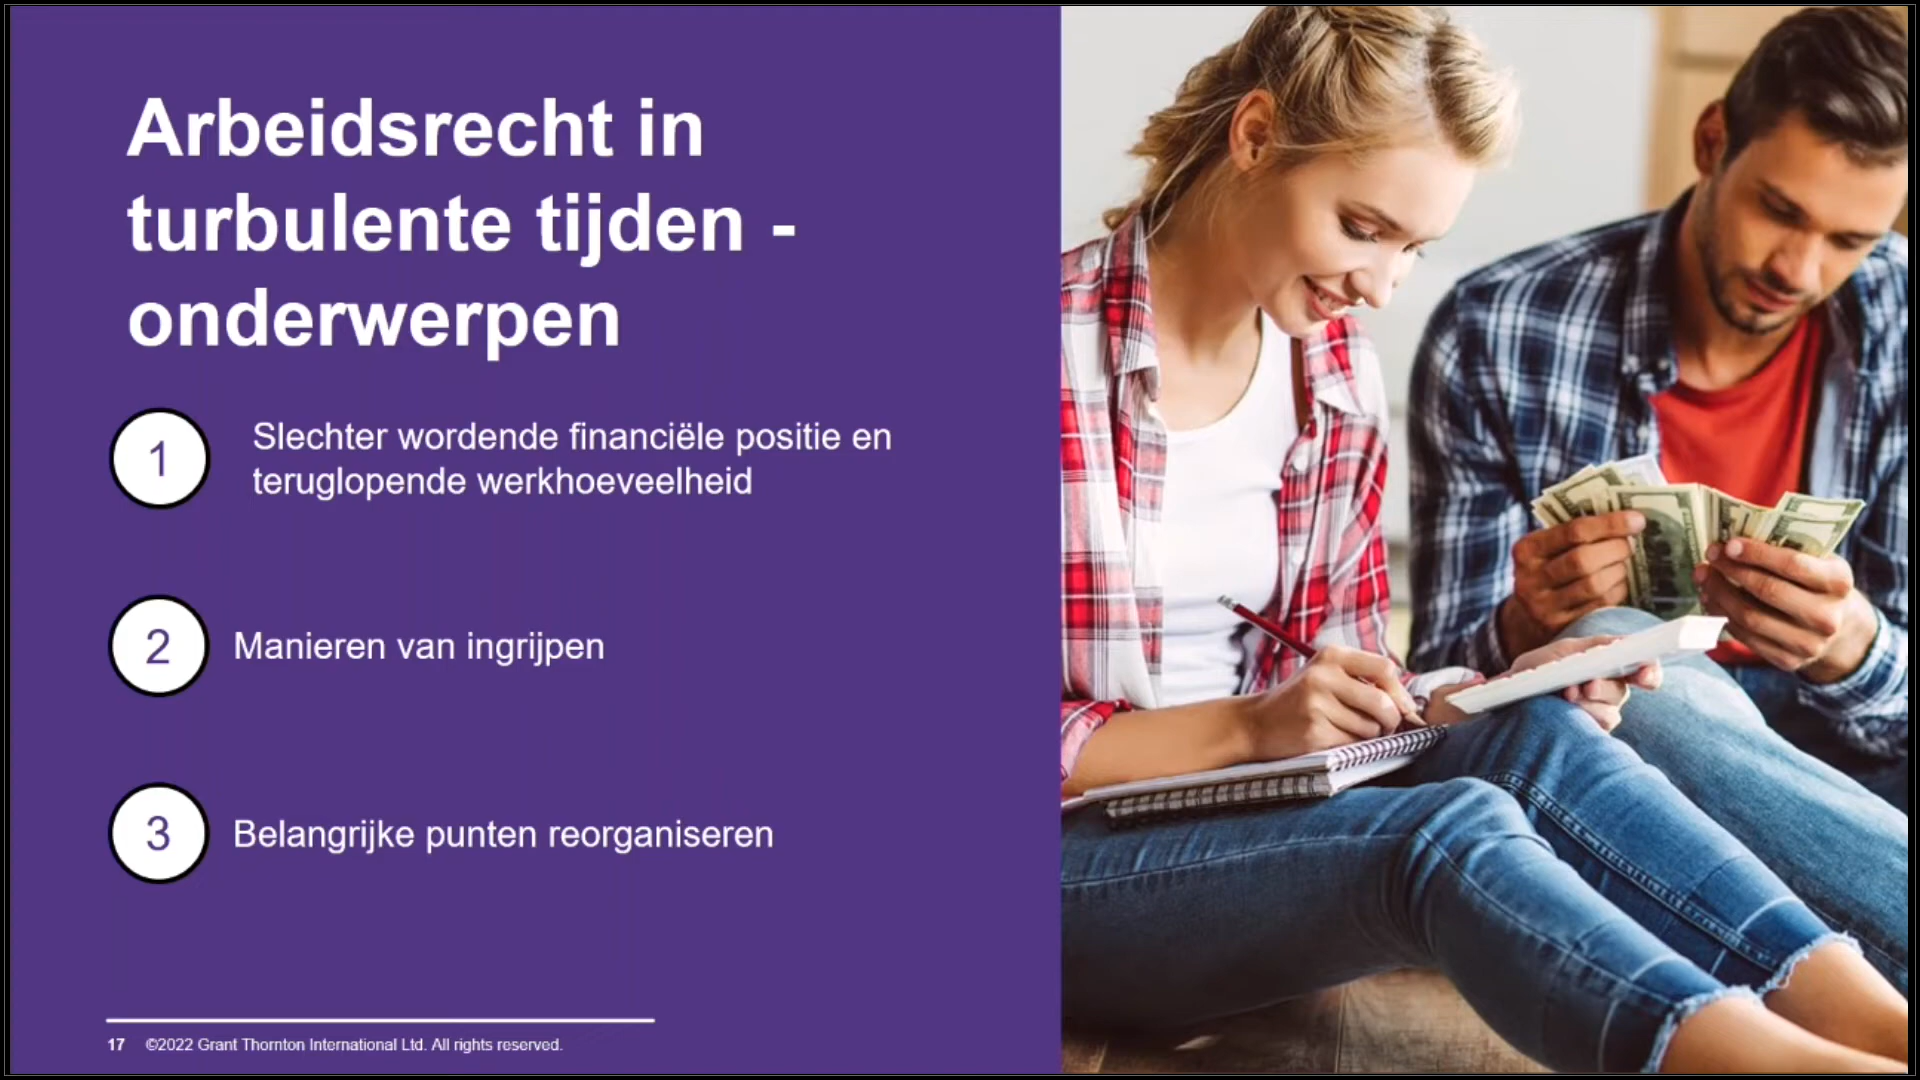 Arbeidsrecht in
turbulente tijden -
onderwerpen
1
Slechter wordende financiële positie en
teruglopende werkhoeveelheid
2
Manieren van ingrijpen
3
Belangrijke punten reorganiseren
17 ©2022 Grant Thornton International Ltd. All rights reserved.